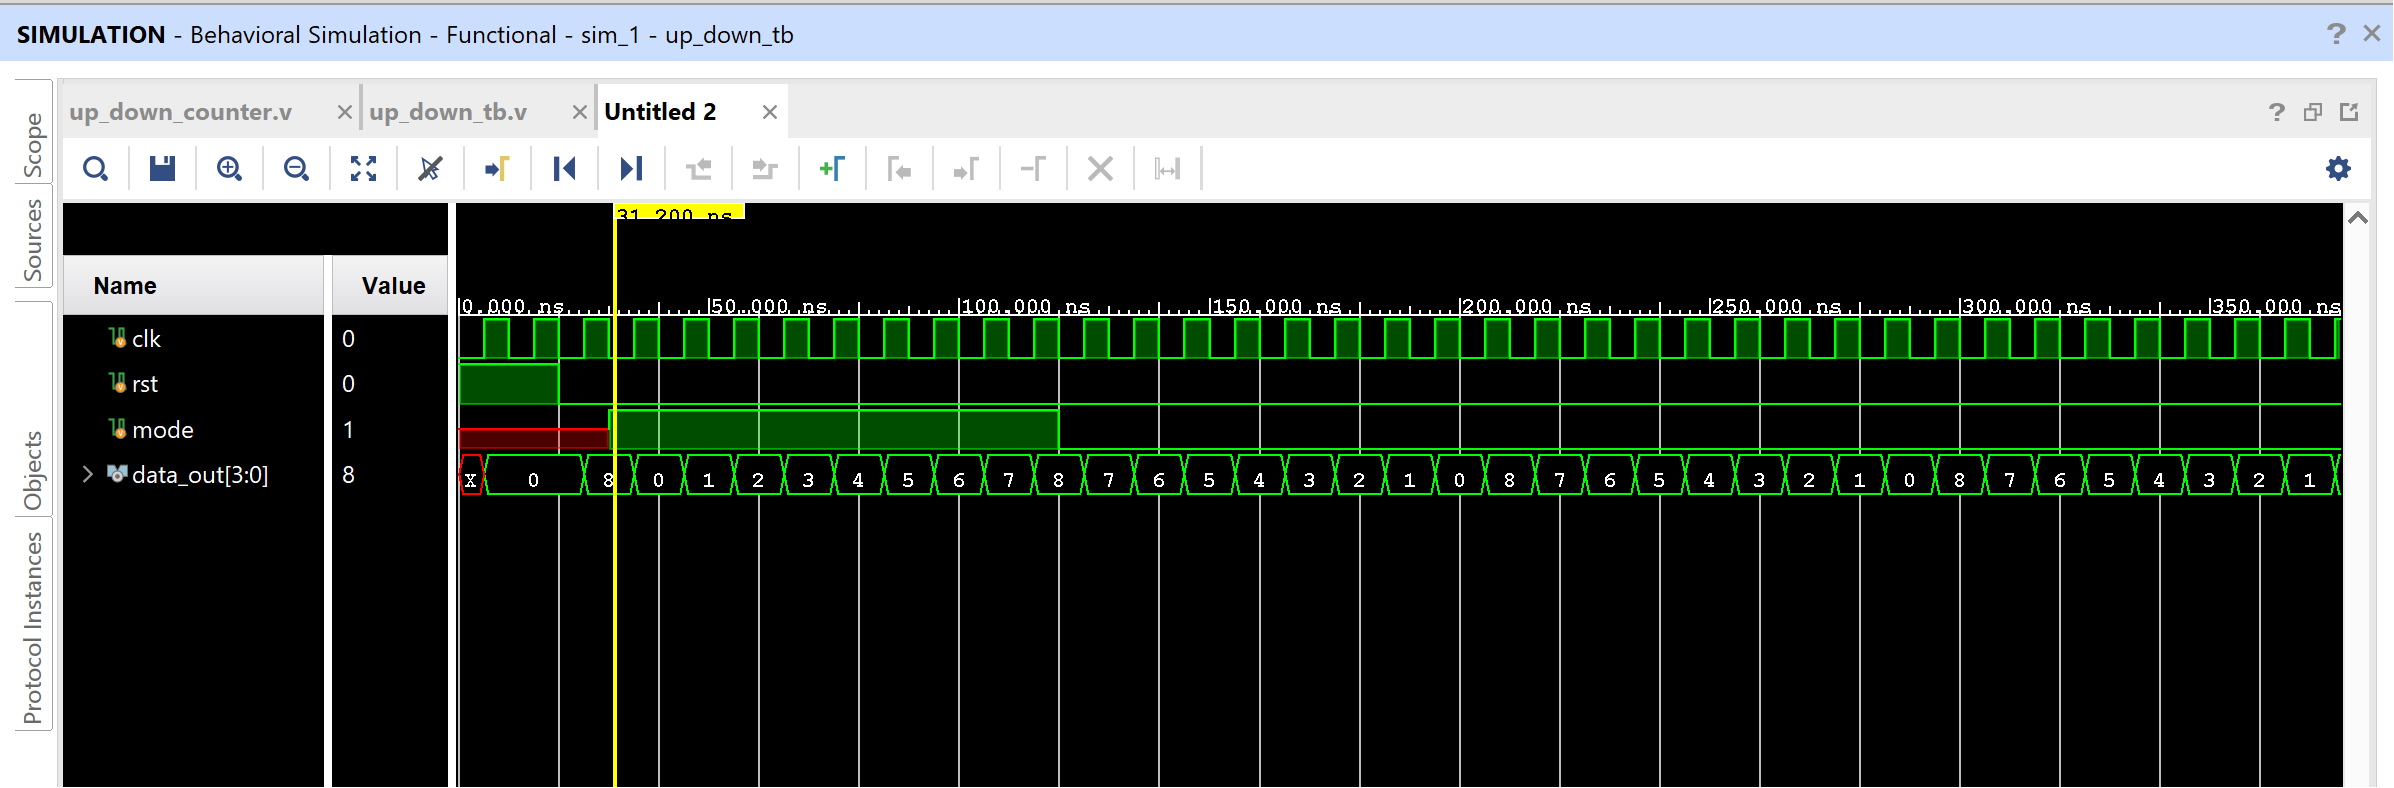 SIMULATION - Behavioral Simulation - Functional - sim_1 - up_down_tb
? ×
up_down_counter.v × up_down_tb.v × Untitled 2 ×
?
Scope
Sources
Objects
Protocol Instances
31.200 ns
Name Value
0.000 ns 50.000 ns 100.000 ns 150.000 ns 200.000 ns 250.000 ns 300.000 ns 350.000 ns
clk 0
rst 0
mode 1
data_out[3:0] 8 X 0 8 0 1 2 3 4 5 6 7 8 7 6 5 4 3 2 1 0 8 7 6 5 4 3 2 1 0 8 7 6 5 4 3 2 1